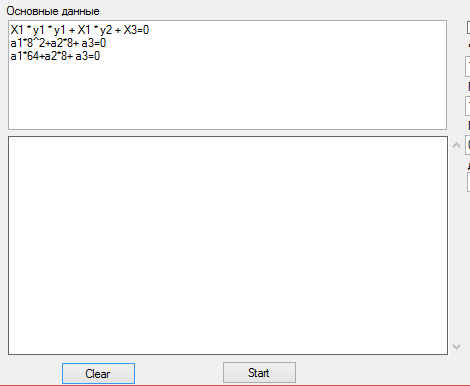 Основные данные
X1 * y1 * y1 + X1 * y2 + X3=0
a1*8^2+a2*8+ a3=0
a1*64+a2*8+ a3=0
Clear
Start